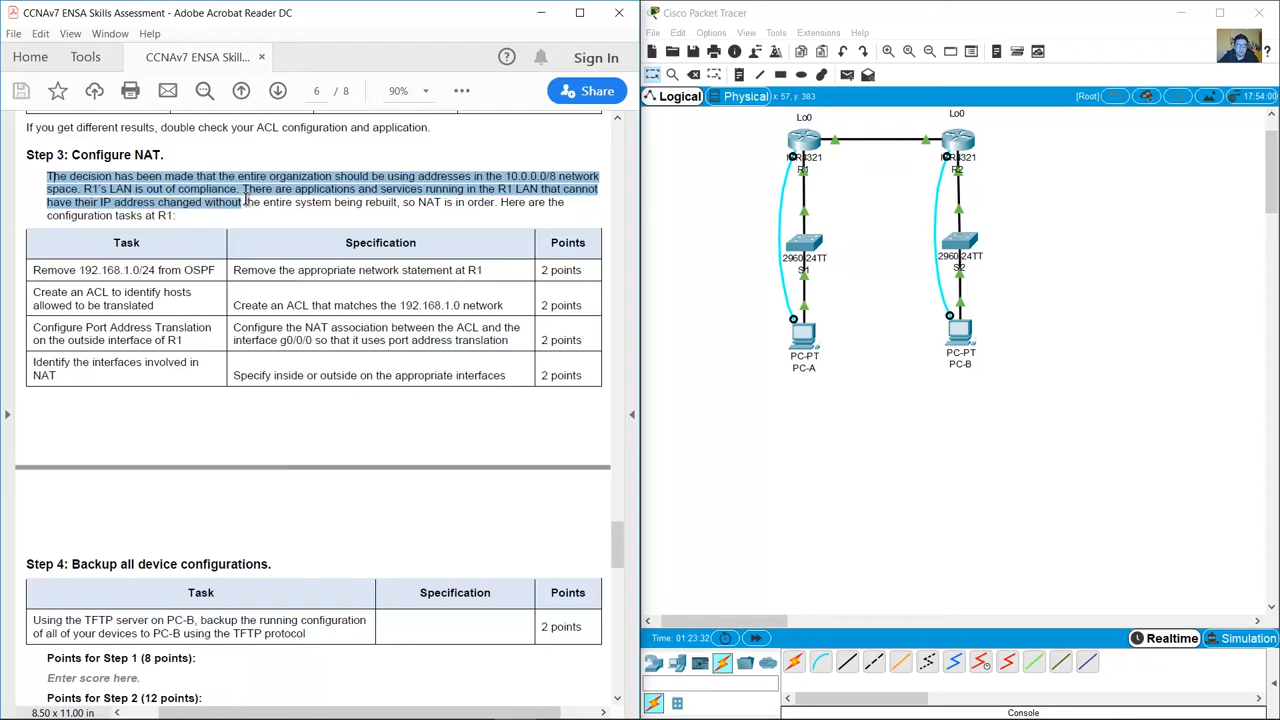 CCNAv7 ENSA Skills Assessment - Adobe Acrobat Reader DC
File Edit View Window Help
Home Tools CCNAv7 ENSA Skill... Sign In
6 / 8 90% Share
If you get different results, double check your ACL configuration and application.
Step 3: Configure NAT.
The decision has been made that the entire organization should be using addresses in the 10.0.0.0/8 network
space. R1's LAN is out of compliance. There are applications and services running in the R1 LAN that cannot
have their IP address changed without the entire system being rebuilt, so NAT is in order. Here are the
configuration tasks at R1:
Task Specification Points
Remove 192.168.1.0/24 from OSPF Remove the appropriate network statement at R1 2 points
Create an ACL to identify hosts
allowed to be translated Create an ACL that matches the 192.168.1.0 network 2 points
Configure Port Address Translation Configure the NAT association between the ACL and the
on the outside interface of R1 interface g0/0/0 so that it uses port address translation 2 points
Identify the interfaces involved in
NAT Specify inside or outside on the appropriate interfaces 2 points
Step 4: Backup all device configurations.
Task Specification Points
Using the TFTP server on PC-B, backup the running configuration
of all of your devices to PC-B using the TFTP protocol 2 points
Points for Step 1 (8 points):
Enter score here.
Points for Step 2 (12 points):
8.50 x 11.00 in
Cisco Packet Tracer
File Edit Options View Tools Extensions Help
Logical Physical x: 57, y: 383 [Root] 17:54:00
Lo0 Lo0
R1 R2
2960-24TT 2960-24TT
S1 S2
PC-PT PC-PT
PC-A PC-B
Time: 01:23:32 Realtime Simulation
Console